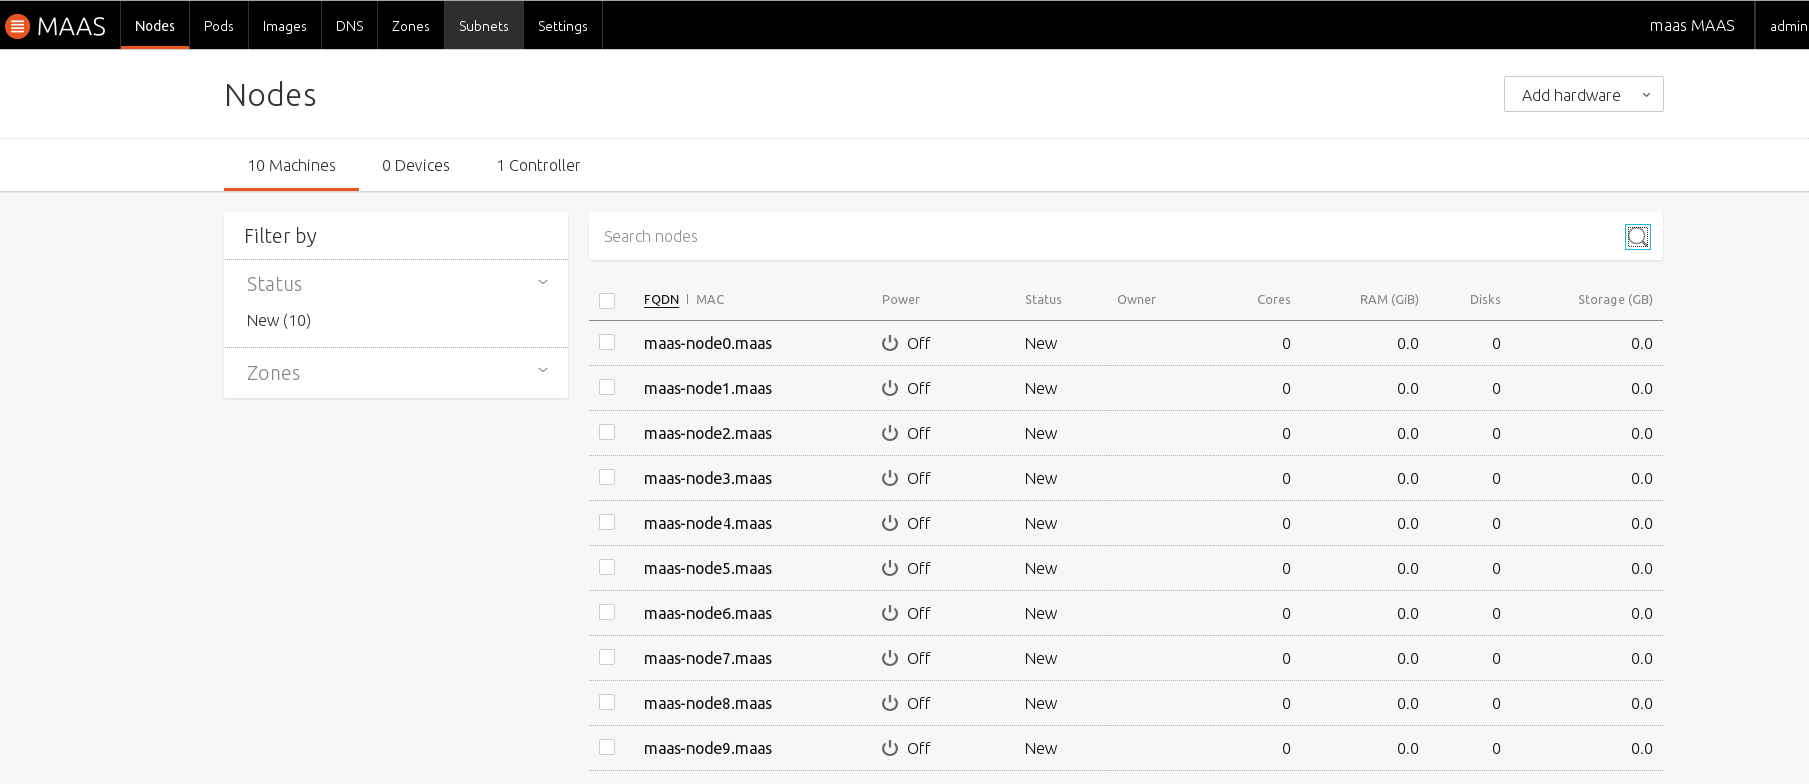 MAAS Nodes Pods Images DNS Zones Subnets Settings maas MAAS admin
Nodes
Add hardware
10 Machines 0 Devices 1 Controller
Filter by
Status
New (10)
Zones
Search nodes
FQDN | MAC Power Status Owner Cores RAM (GiB) Disks Storage (GB)
maas-node0.maas Off New 0 0.0 0 0.0
maas-node1.maas Off New 0 0.0 0 0.0
maas-node2.maas Off New 0 0.0 0 0.0
maas-node3.maas Off New 0 0.0 0 0.0
maas-node4.maas Off New 0 0.0 0 0.0
maas-node5.maas Off New 0 0.0 0 0.0
maas-node6.maas Off New 0 0.0 0 0.0
maas-node7.maas Off New 0 0.0 0 0.0
maas-node8.maas Off New 0 0.0 0 0.0
maas-node9.maas Off New 0 0.0 0 0.0